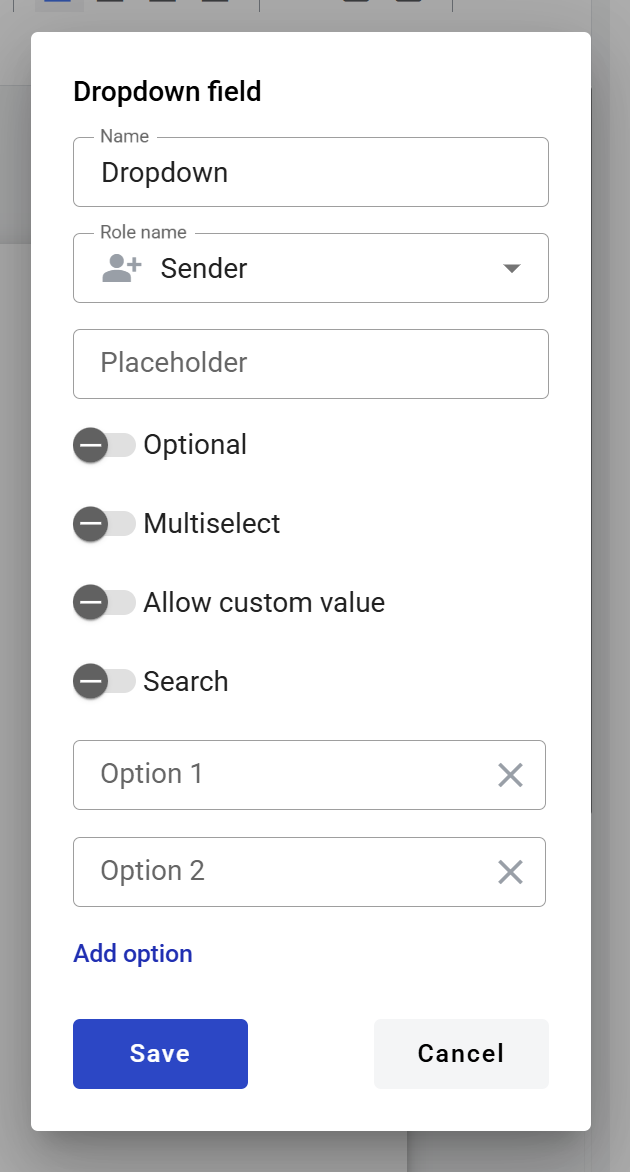 Dropdown field
Name
Dropdown
Role name
Sender
Placeholder
Optional
Multiselect
Allow custom value
Search
Option 1
Option 2
Add option
Save
Cancel